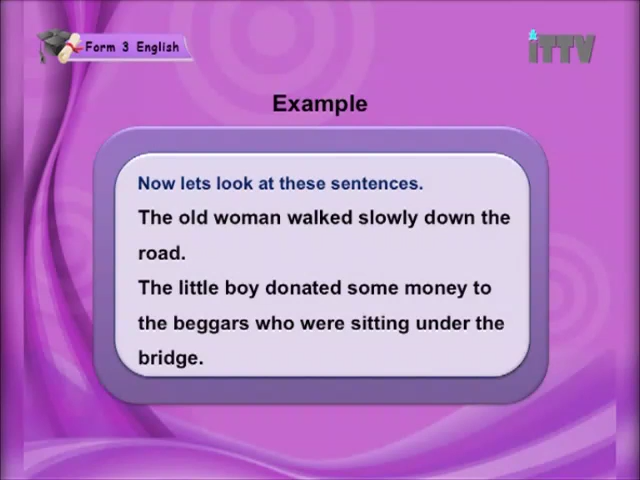 Form 3 English
iTTV
Example
Now lets look at these sentences.
The old woman walked slowly down the
road.
The little boy donated some money to
the beggars who were sitting under the
bridge.